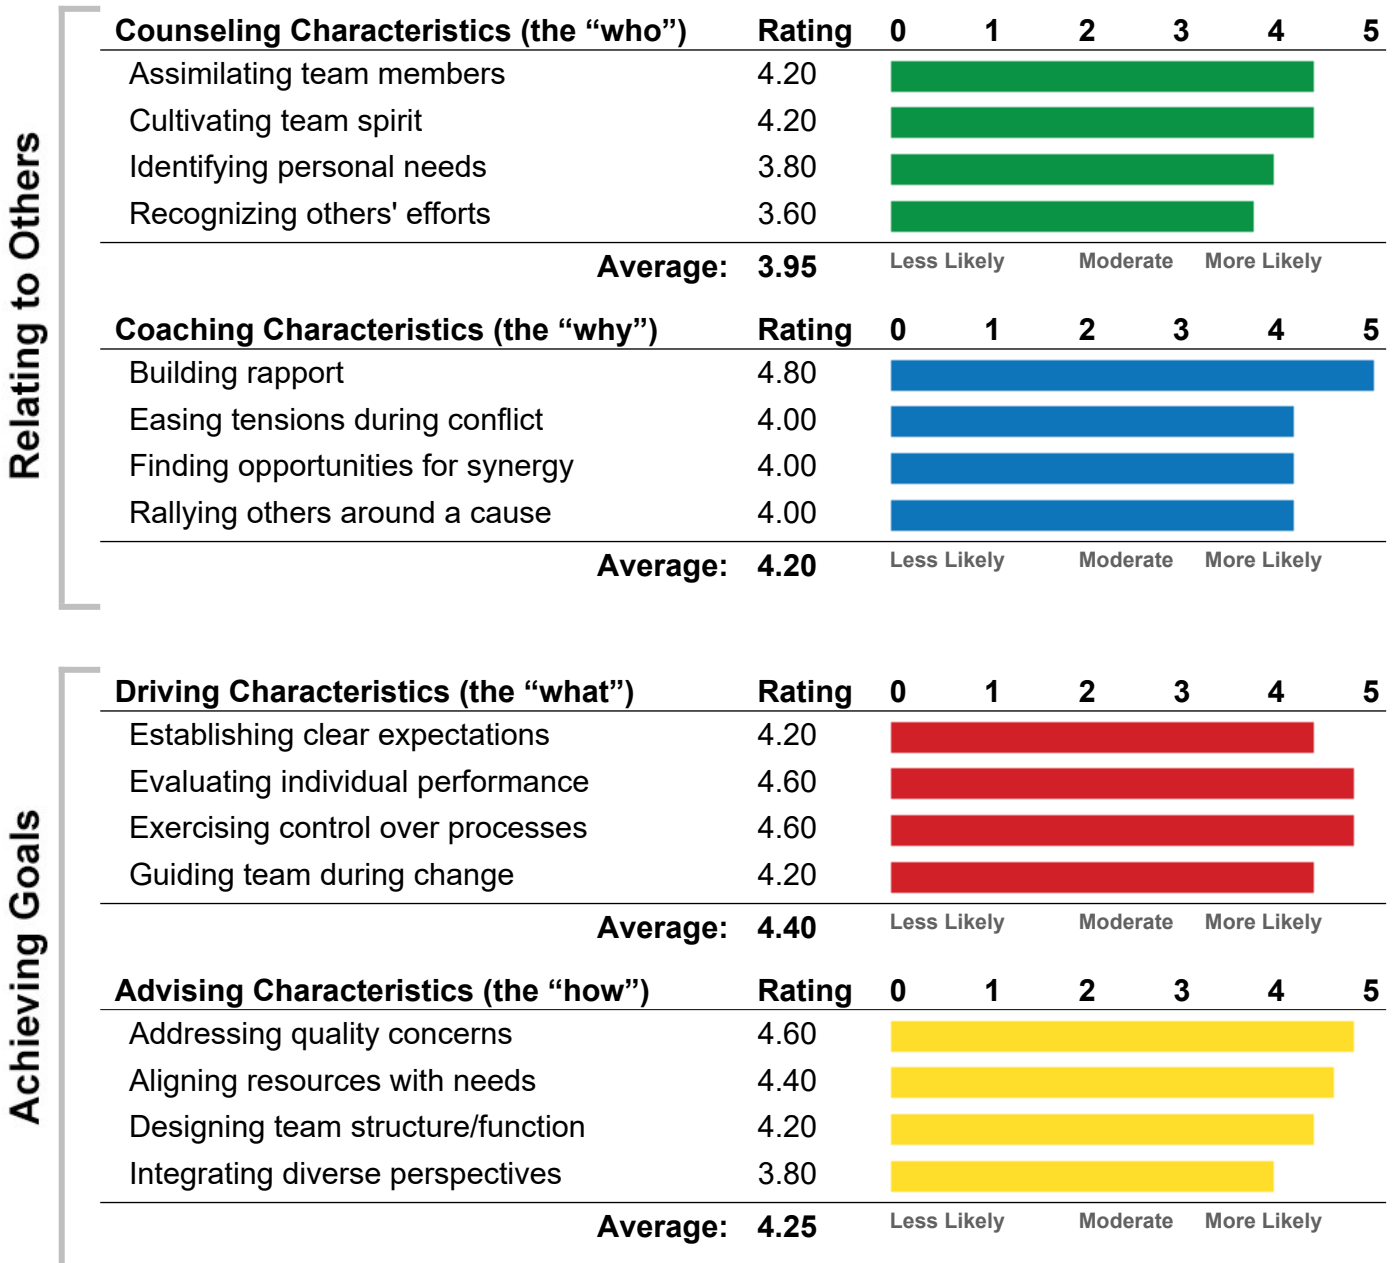 Relating to Others
Counseling Characteristics (the “who”) Rating 0 1 2 3 4 5
Assimilating team members 4.20
Cultivating team spirit 4.20
Identifying personal needs 3.80
Recognizing others' efforts 3.60
Average: 3.95 Less Likely Moderate More Likely
Coaching Characteristics (the “why”) Rating 0 1 2 3 4 5
Building rapport 4.80
Easing tensions during conflict 4.00
Finding opportunities for synergy 4.00
Rallying others around a cause 4.00
Average: 4.20 Less Likely Moderate More Likely
Achieving Goals
Driving Characteristics (the “what”) Rating 0 1 2 3 4 5
Establishing clear expectations 4.20
Evaluating individual performance 4.60
Exercising control over processes 4.60
Guiding team during change 4.20
Average: 4.40 Less Likely Moderate More Likely
Advising Characteristics (the “how”) Rating 0 1 2 3 4 5
Addressing quality concerns 4.60
Aligning resources with needs 4.40
Designing team structure/function 4.20
Integrating diverse perspectives 3.80
Average: 4.25 Less Likely Moderate More Likely